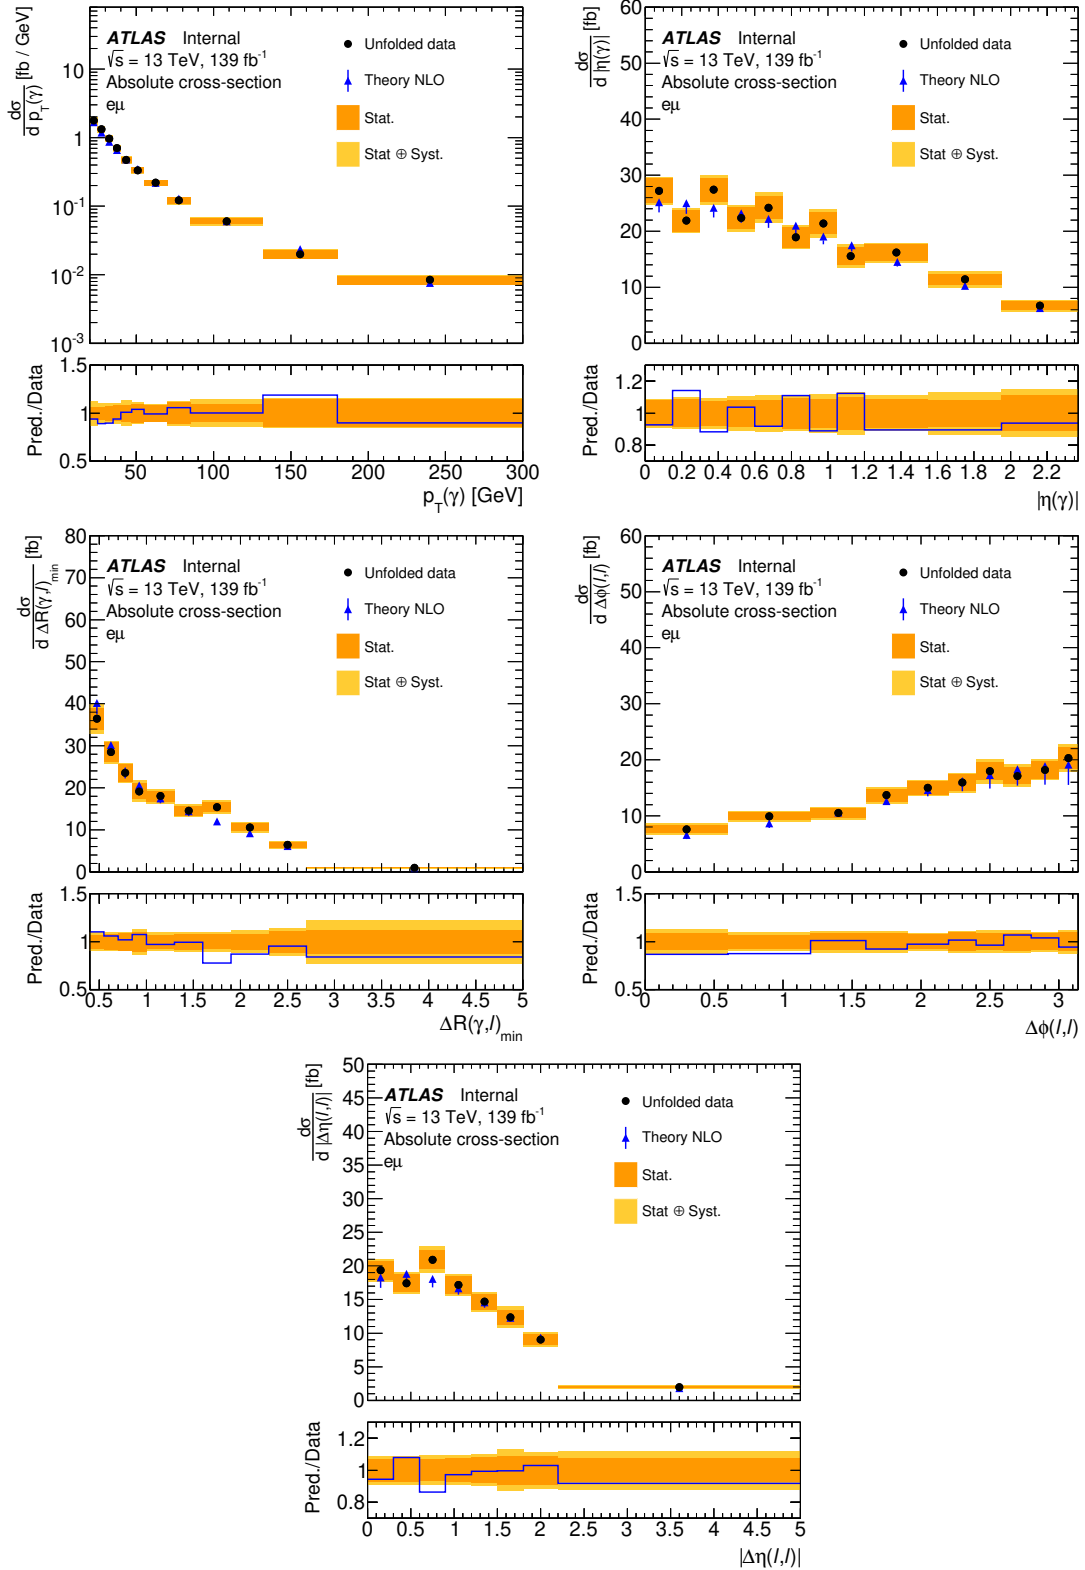 dσ
d p_T(γ) [fb / GeV]
ATLAS Internal
√s = 13 TeV, 139 fb⁻¹
Absolute cross-section
eμ
Unfolded data
Theory NLO
Stat.
Stat ⊕ Syst.
10
1
10⁻¹
10⁻²
10⁻³
Pred./Data
1.5
1
0.5
50 100 150 200 250 300
p_T(γ) [GeV]
dσ
d |η(γ)| [fb]
ATLAS Internal
√s = 13 TeV, 139 fb⁻¹
Absolute cross-section
eμ
Unfolded data
Theory NLO
Stat.
Stat ⊕ Syst.
60
50
40
30
20
10
0
Pred./Data
1.2
1
0.8
0 0.2 0.4 0.6 0.8 1 1.2 1.4 1.6 1.8 2 2.2
|η(γ)|
dσ
d ΔR(γ,l)_min [fb]
ATLAS Internal
√s = 13 TeV, 139 fb⁻¹
Absolute cross-section
eμ
Unfolded data
Theory NLO
Stat.
Stat ⊕ Syst.
80
70
60
50
40
30
20
10
0
Pred./Data
1.5
1
0.5
0.5 1 1.5 2 2.5 3 3.5 4 4.5 5
ΔR(γ,l)_min
dσ
d Δϕ(l,l) [fb]
ATLAS Internal
√s = 13 TeV, 139 fb⁻¹
Absolute cross-section
eμ
Unfolded data
Theory NLO
Stat.
Stat ⊕ Syst.
60
50
40
30
20
10
0
Pred./Data
1.5
1
0.5
0 0.5 1 1.5 2 2.5 3
Δϕ(l,l)
dσ
d |Δη(l,l)| [fb]
ATLAS Internal
√s = 13 TeV, 139 fb⁻¹
Absolute cross-section
eμ
Unfolded data
Theory NLO
Stat.
Stat ⊕ Syst.
50
45
40
35
30
25
20
15
10
5
0
Pred./Data
1.2
1
0.8
0 0.5 1 1.5 2 2.5 3 3.5 4 4.5 5
|Δη(l,l)|